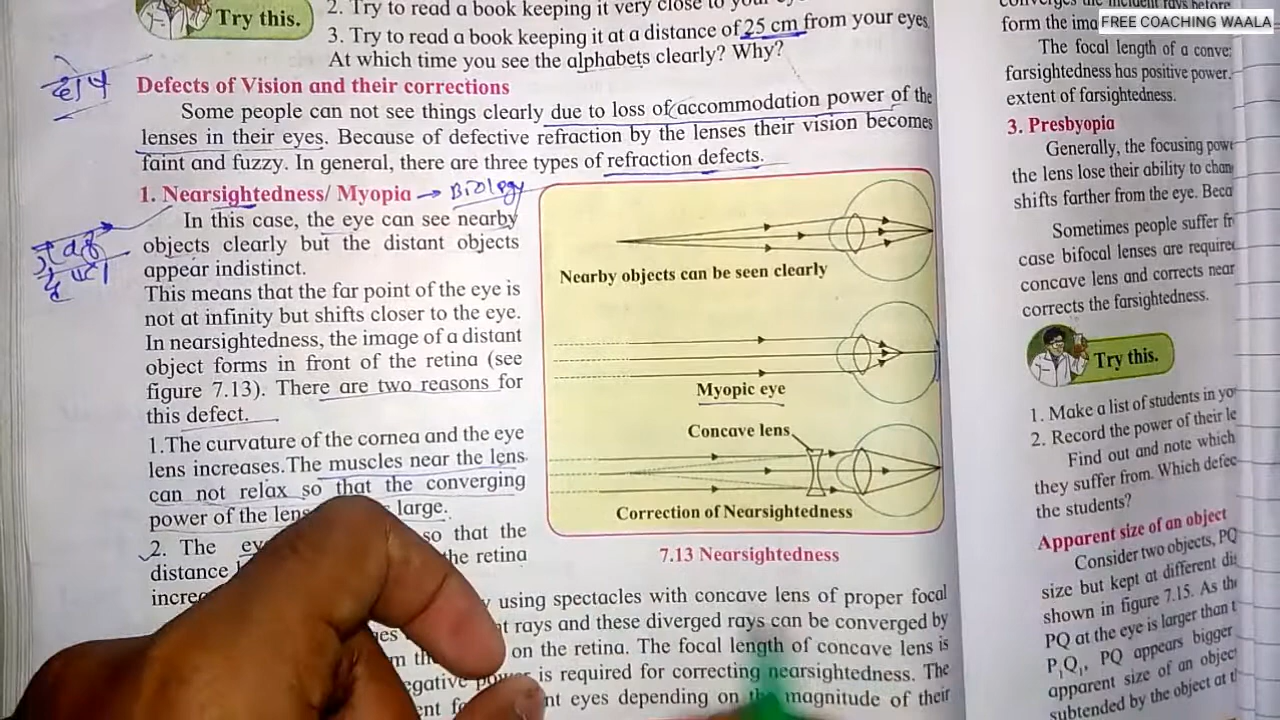 FREE COACHING WAALA
Try this.
2. Try to read a book keeping it very close to your
3. Try to read a book keeping it at a distance of 25 cm from your eyes.
At which time you see the alphabets clearly? Why?
दोष
Defects of Vision and their corrections
Some people can not see things clearly due to loss of accommodation power of the
lenses in their eyes. Because of defective refraction by the lenses their vision becomes
faint and fuzzy. In general, there are three types of refraction defects.
1. Nearsightedness/ Myopia → Biology
In this case, the eye can see nearby
objects clearly but the distant objects
appear indistinct.
This means that the far point of the eye is
not at infinity but shifts closer to the eye.
In nearsightedness, the image of a distant
object forms in front of the retina (see
figure 7.13). There are two reasons for
this defect.
1.The curvature of the cornea and the eye
lens increases.The muscles near the lens
can not relax so that the converging
power of the lens large.
2. The so that the
distance the retina
Nearby objects can be seen clearly
Myopic eye
Concave lens
Correction of Nearsightedness
7.13 Nearsightedness
using spectacles with concave lens of proper focal
rays and these diverged rays can be converged by
on the retina. The focal length of concave lens is
power is required for correcting nearsightedness. The
eyes depending on the magnitude of their
form the
The focal length of a
farsightedness has positive power.
extent of farsightedness.
3. Presbyopia
Generally, the focusing
the lens lose their ability to
shifts farther from the eye.
Sometimes people suffer
case bifocal lenses are
concave lens and corrects near
corrects the farsightedness.
Try this.
1. Make a list of students in
2. Record the power of their
Find out and note which
they suffer from. Which
the students?
Apparent size of an object
Consider two objects, PQ
size but kept at different
shown in figure 7.15. As
PQ at the eye is larger than
P₁Q₁, PQ appears bigger
apparent size of an
subtended by the object at